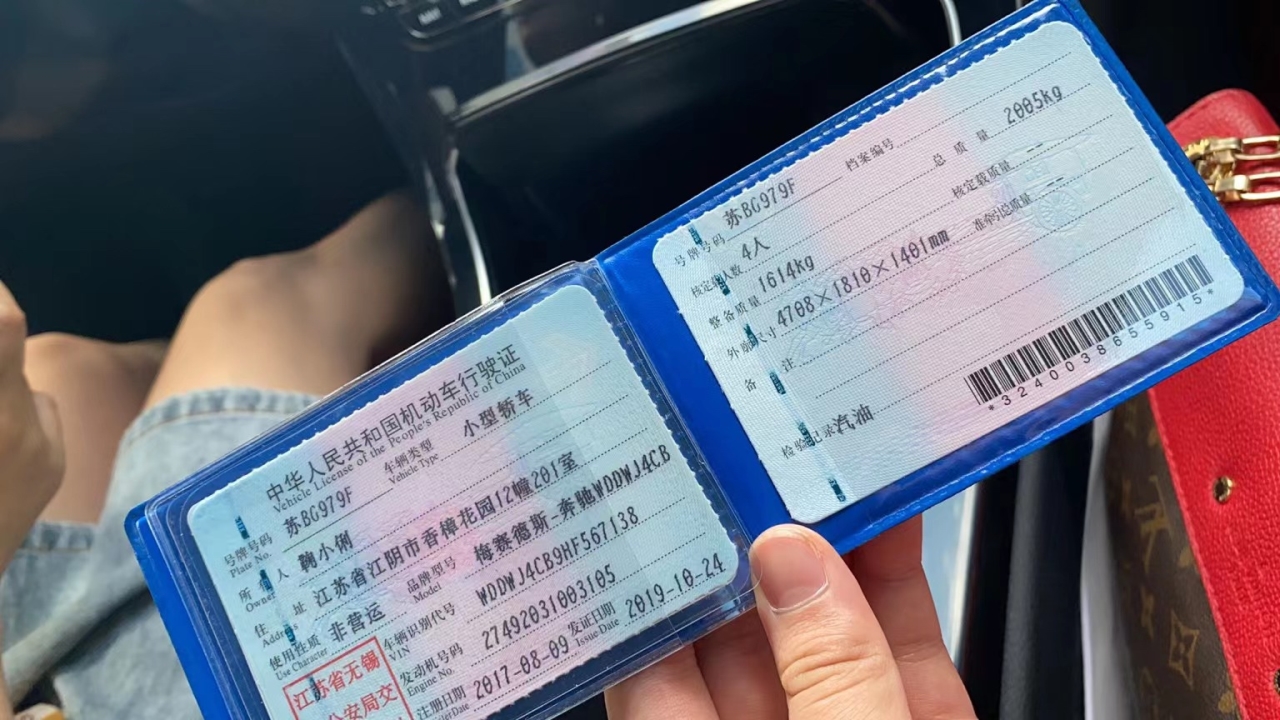 中华人民共和国机动车行驶证
Vehicle License of the People's Republic of China
号牌号码 苏BG979F 车辆类型 小型轿车
Plate No. Vehicle Type
所 人 鞠小俐
Owner
住 址 江苏省江阴市香樟花园12幢201室
Address
使用性质 非营运 品牌型号 梅赛德斯-奔驰WDDWJ4CB
Use Character Model
车辆识别代号 WDDWJ4CB9HF567138
VIN
发动机号码 27492031003105
Engine No.
注册日期 2017-08-09 发证日期 2019-10-24
Issue Date
江苏省无锡
公安局交
号牌号码 苏BG979F 档案编号
核定载人数 4人 总质量 2005kg
整备质量 1614kg 核定载质量 --
外廓尺寸 4708×1810×1401mm 准牵引总质量 --
备 注
检验记录 汽油
*3240038655915*